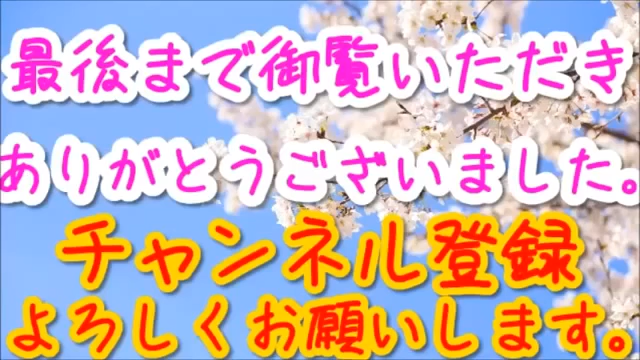 最後まで御覧いただき
ありがとうございました。
チャンネル登録
よろしくお願いします。